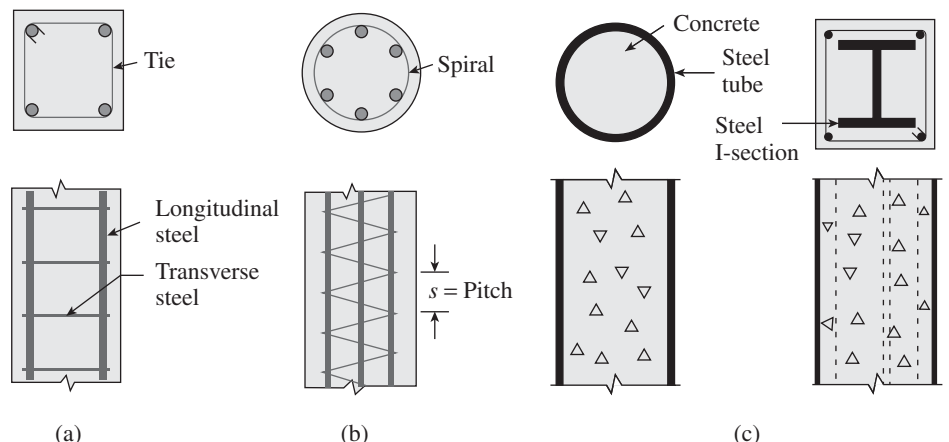 Tie
Spiral
Concrete
Steel
tube
Steel
I-section
Longitudinal
steel
Transverse
steel
s = Pitch
(a)
(b)
(c)